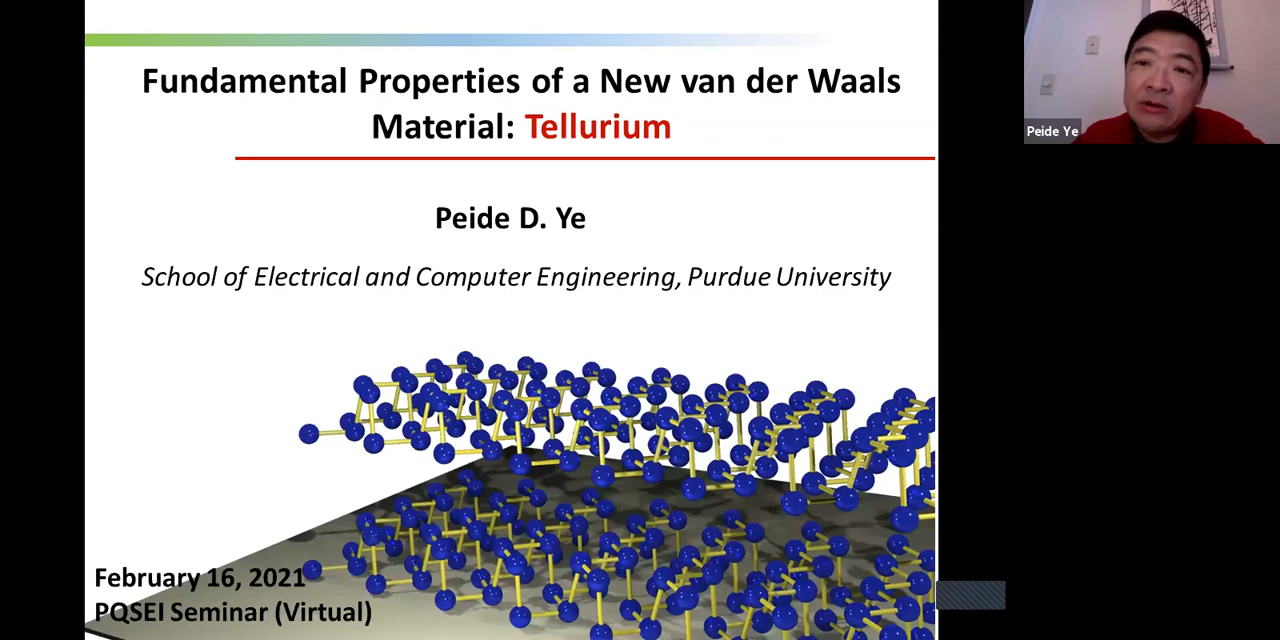 Fundamental Properties of a New van der Waals
Material: Tellurium
Peide D. Ye
School of Electrical and Computer Engineering, Purdue University
February 16, 2021
PQSEI Seminar (Virtual)
Peide Ye